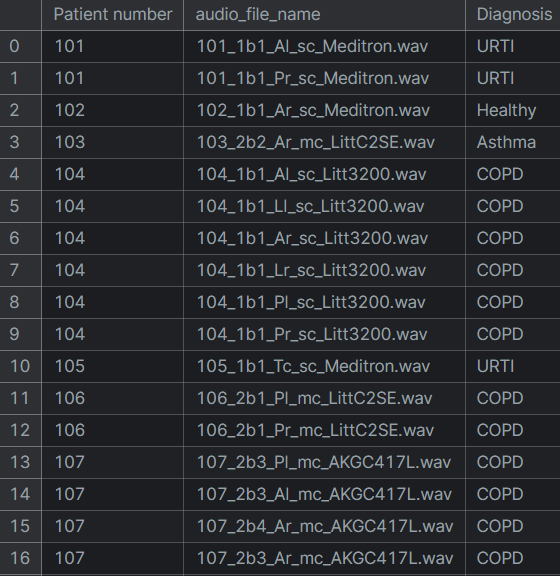 Patient number audio_file_name Diagnosis
0 101 101_1b1_Al_sc_Meditron.wav URTI
1 101 101_1b1_Pr_sc_Meditron.wav URTI
2 102 102_1b1_Ar_sc_Meditron.wav Healthy
3 103 103_2b2_Ar_mc_LittC2SE.wav Asthma
4 104 104_1b1_Al_sc_Litt3200.wav COPD
5 104 104_1b1_Ll_sc_Litt3200.wav COPD
6 104 104_1b1_Ar_sc_Litt3200.wav COPD
7 104 104_1b1_Lr_sc_Litt3200.wav COPD
8 104 104_1b1_Pl_sc_Litt3200.wav COPD
9 104 104_1b1_Pr_sc_Litt3200.wav COPD
10 105 105_1b1_Tc_sc_Meditron.wav URTI
11 106 106_2b1_Pl_mc_LittC2SE.wav COPD
12 106 106_2b1_Pr_mc_LittC2SE.wav COPD
13 107 107_2b3_Pl_mc_AKGC417L.wav COPD
14 107 107_2b3_Al_mc_AKGC417L.wav COPD
15 107 107_2b4_Ar_mc_AKGC417L.wav COPD
16 107 107_2b3_Ar_mc_AKGC417L.wav COPD